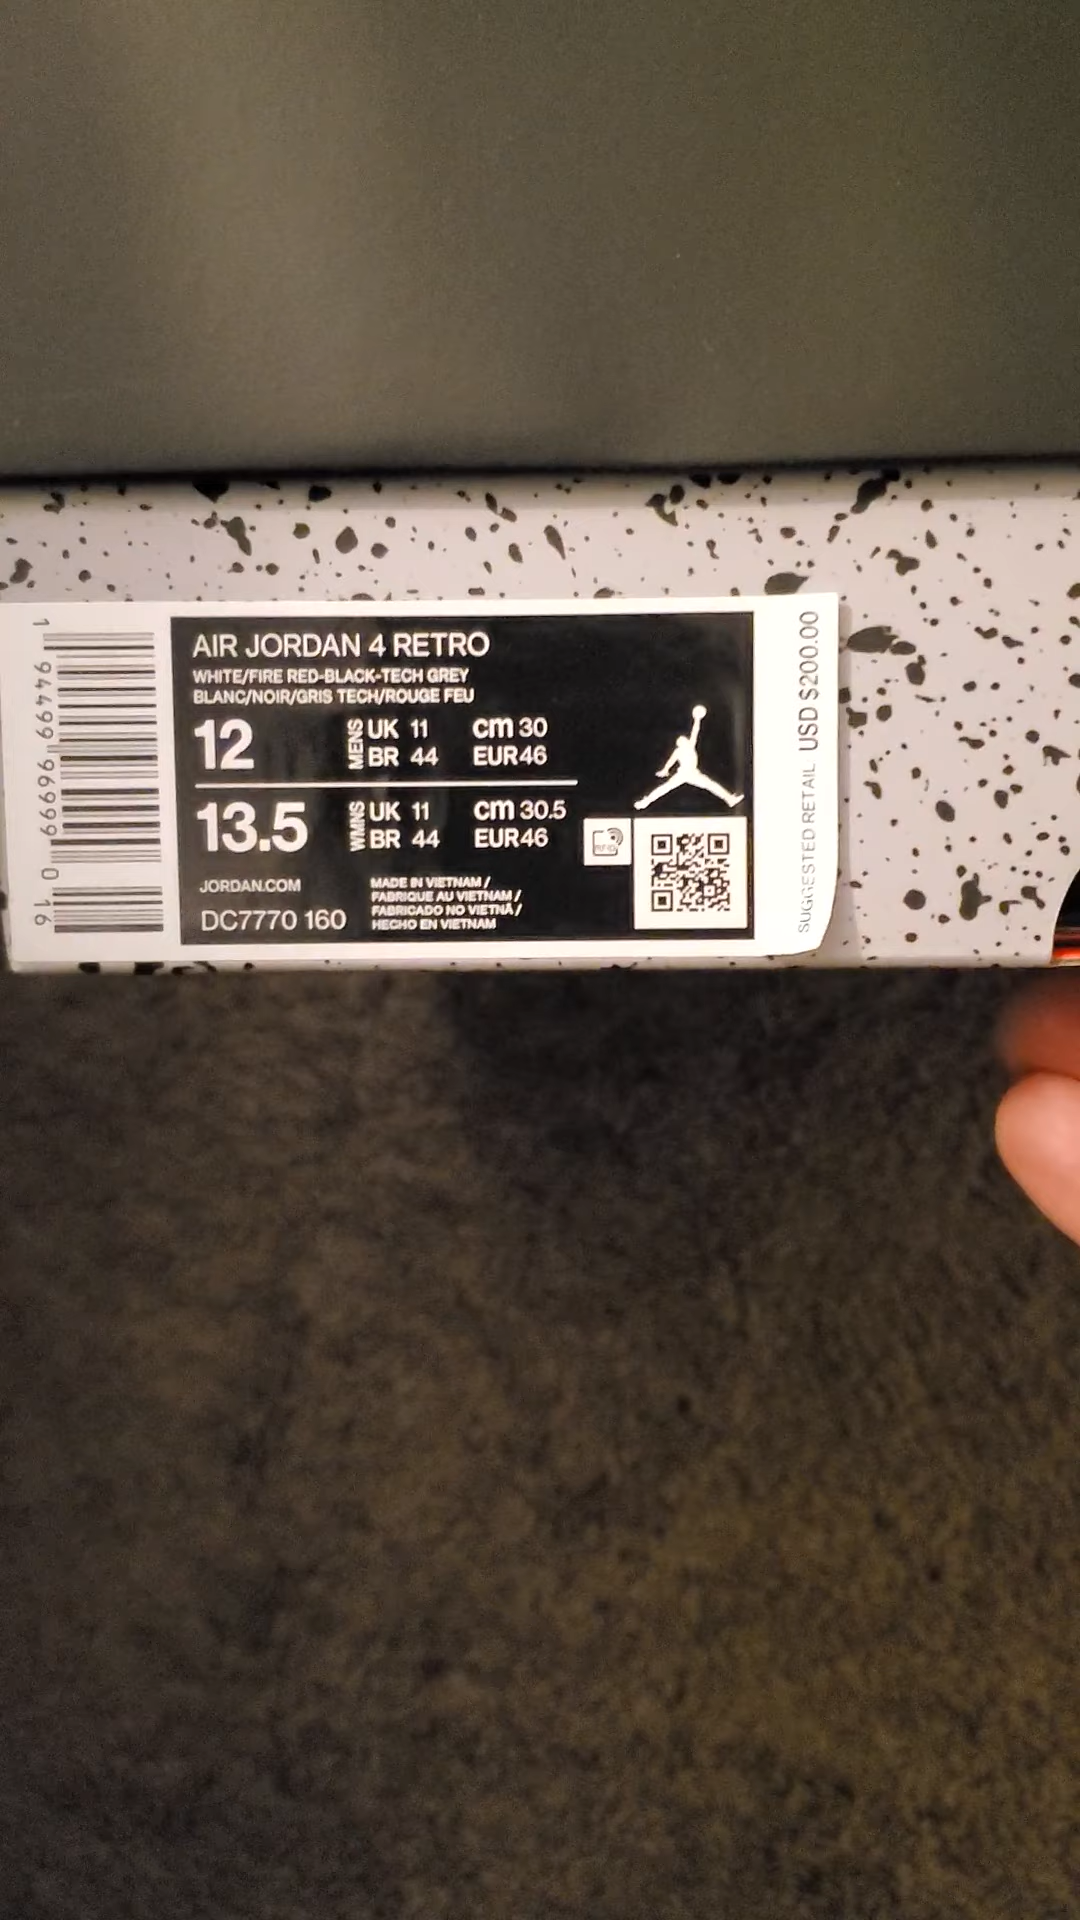 AIR JORDAN 4 RETRO
WHITE/FIRE RED-BLACK-TECH GREY
BLANC/NOIR/GRIS TECH/ROUGE FEU
12 MENS UK 11 cm 30
BR 44 EUR46
13.5 WMNS UK 11 cm 30.5
BR 44 EUR46
JORDAN.COM
DC7770 160
MADE IN VIETNAM /
FABRIQUE AU VIETNAM /
FABRICADO NO VIETNÃ /
HECHO EN VIETNAM
RFID
SUGGESTED RETAIL USD $200.00
1 94499 96999 0 16